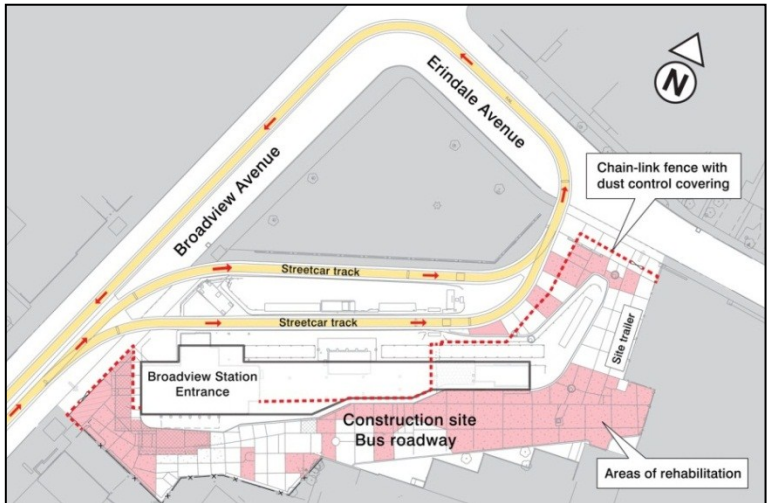 Erindale Avenue
N
Broadview Avenue
Chain-link fence with
dust control covering
Streetcar track
Streetcar track
Site trailer
Broadview Station
Entrance
Construction site
Bus roadway
Areas of rehabilitation